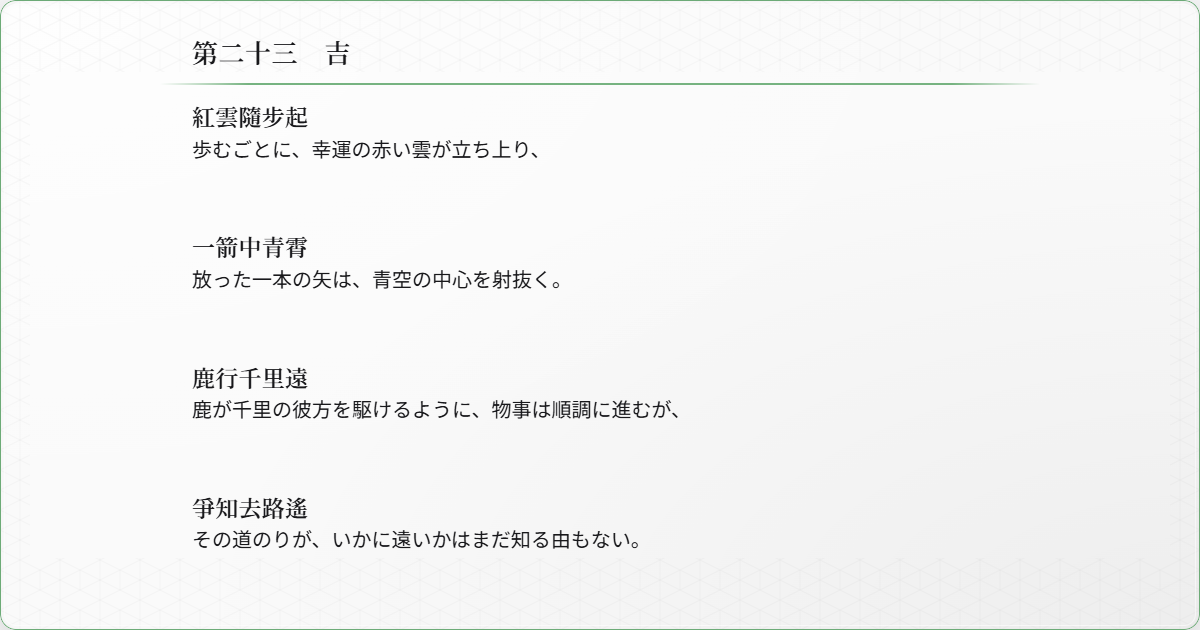 第二十三　吉
紅雲隨步起
歩むごとに、幸運の赤い雲が立ち上り、
一箭中青霄
放った一本の矢は、青空の中心を射抜く。
鹿行千里遠
鹿が千里の彼方を駆けるように、物事は順調に進むが、
爭知去路遙
その道のりが、いかに遠いかはまだ知る由もない。